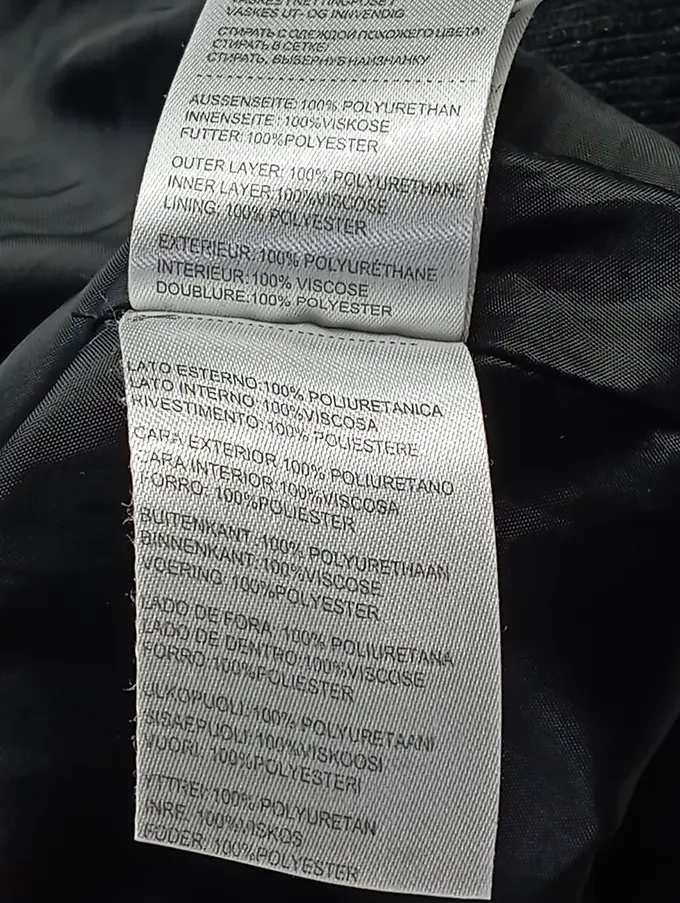 VASKES I NETTINGPOSE /
VASKES UT- OG INNVENDIG
СТИРАТЬ С ОДЕЖДОЙ ПОХОЖЕГО ЦВЕТА/
СТИРАТЬ В СЕТКЕ/
СТИРАТЬ, ВЫВЕРНУВ НАИЗНАНКУ
AUSSENSEITE: 100% POLYURETHAN
INNENSEITE: 100%VISKOSE
FUTTER: 100%POLYESTER
OUTER LAYER: 100% POLYURETHANE
INNER LAYER:100%VISCOSE
LINING: 100% POLYESTER
EXTERIEUR: 100% POLYURÉTHANE
INTERIEUR:100% VISCOSE
DOUBLURE:100% POLYESTER
LATO ESTERNO:100% POLIURETANICA
LATO INTERNO:100%VISCOSA
RIVESTIMENTO: 100% POLIESTERE
CARA EXTERIOR 100% POLIURETANO
CARA INTERIOR:100%VISCOSA
FORRO: 100%POLIESTER
BUITENKANT: 100% POLYURETHAAN
BINNENKANT: 100%VISCOSE
VOERING: 100%POLYESTER
LADO DE FORA: 100% POLIURETANA
LADO DE DENTRO:100%VISCOSE
FORRO:100%POLIESTER
ULKOPUOLI:100% POLYURETAANI
SISAEPUOLI:100%VISKOOSI
VUORI: 100%POLYESTERI
YTTRE: 100% POLYURETAN
INRE: 100%VISKOS
FODER: 100%POLYESTER